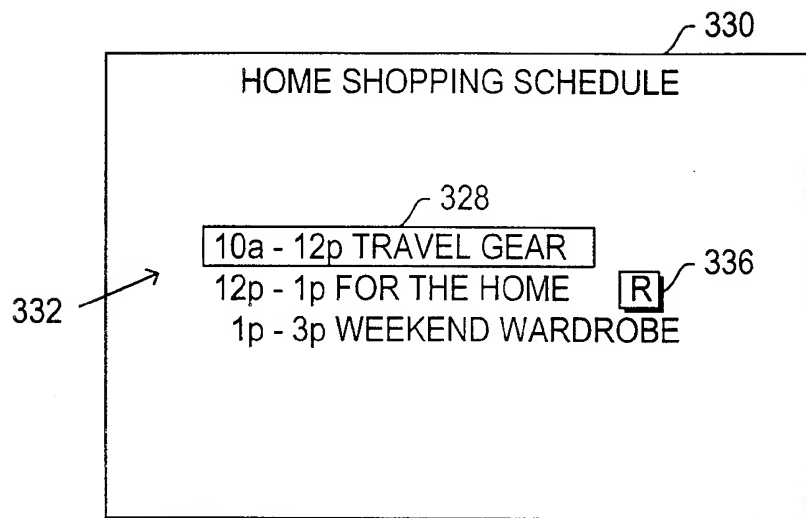 330
HOME SHOPPING SCHEDULE
328
10a - 12p TRAVEL GEAR
336
12p - 1p FOR THE HOME R
332
1p - 3p WEEKEND WARDROBE